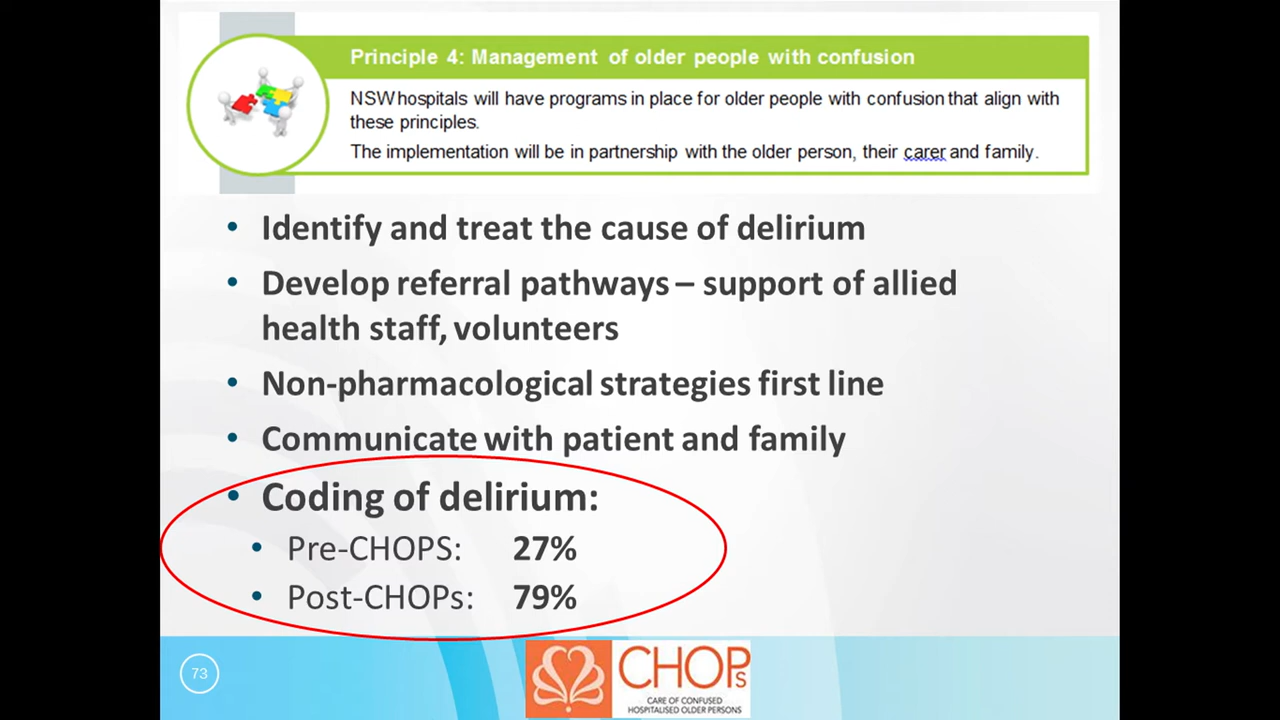 Principle 4: Management of older people with confusion
NSW hospitals will have programs in place for older people with confusion that align with
these principles.
The implementation will be in partnership with the older person, their carer and family.
• Identify and treat the cause of delirium
• Develop referral pathways – support of allied
health staff, volunteers
• Non-pharmacological strategies first line
• Communicate with patient and family
• Coding of delirium:
• Pre-CHOPS: 27%
• Post-CHOPs: 79%
73
CHOPs
CARE OF CONFUSED
HOSPITALISED OLDER PERSONS